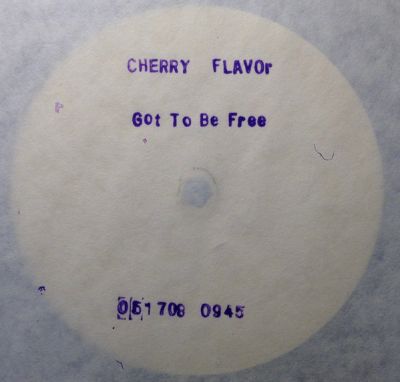 CHERRY FLAVOr
Got To Be Free
051708 0945